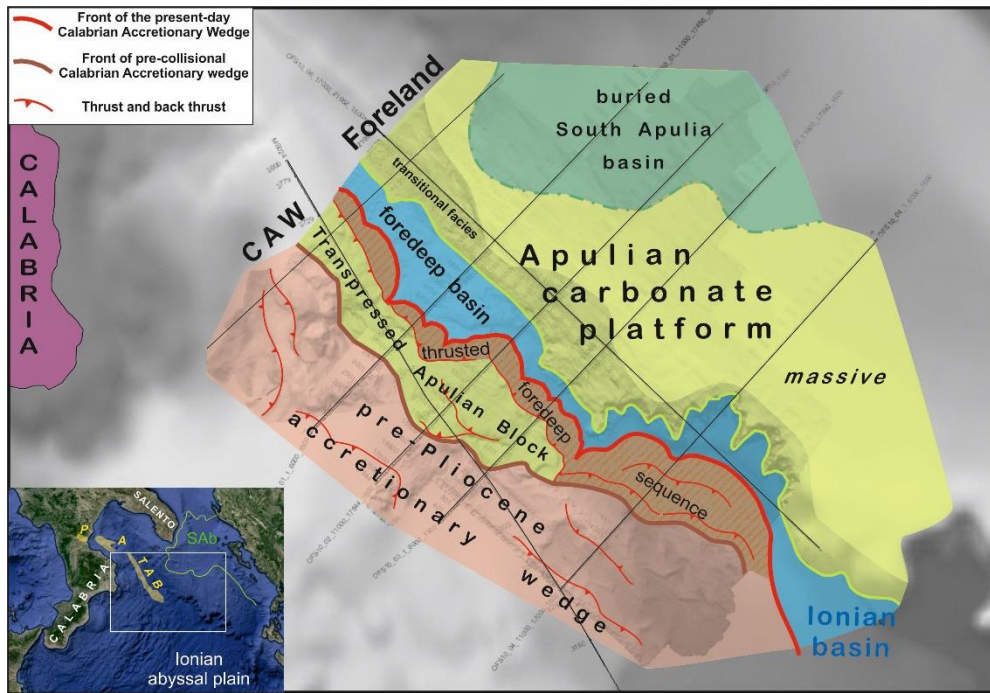 Front of the present-day
Calabrian Accretionary Wedge
Front of pre-collisional
Calabrian Accretionary wedge
Thrust and back thrust
CALABRIA
Foreland
CAW
buried
South Apulia
basin
transitional facies
foredeep basin
Transpressed Apulian Block
Apulian
carbonate
platform
massive
thrusted foredeep sequence
pre-Pliocene
accretionary wedge
Ionian
basin
SALENTO
SAb
P
A
TAB
CALABRIA
Ionian
abyssal plain